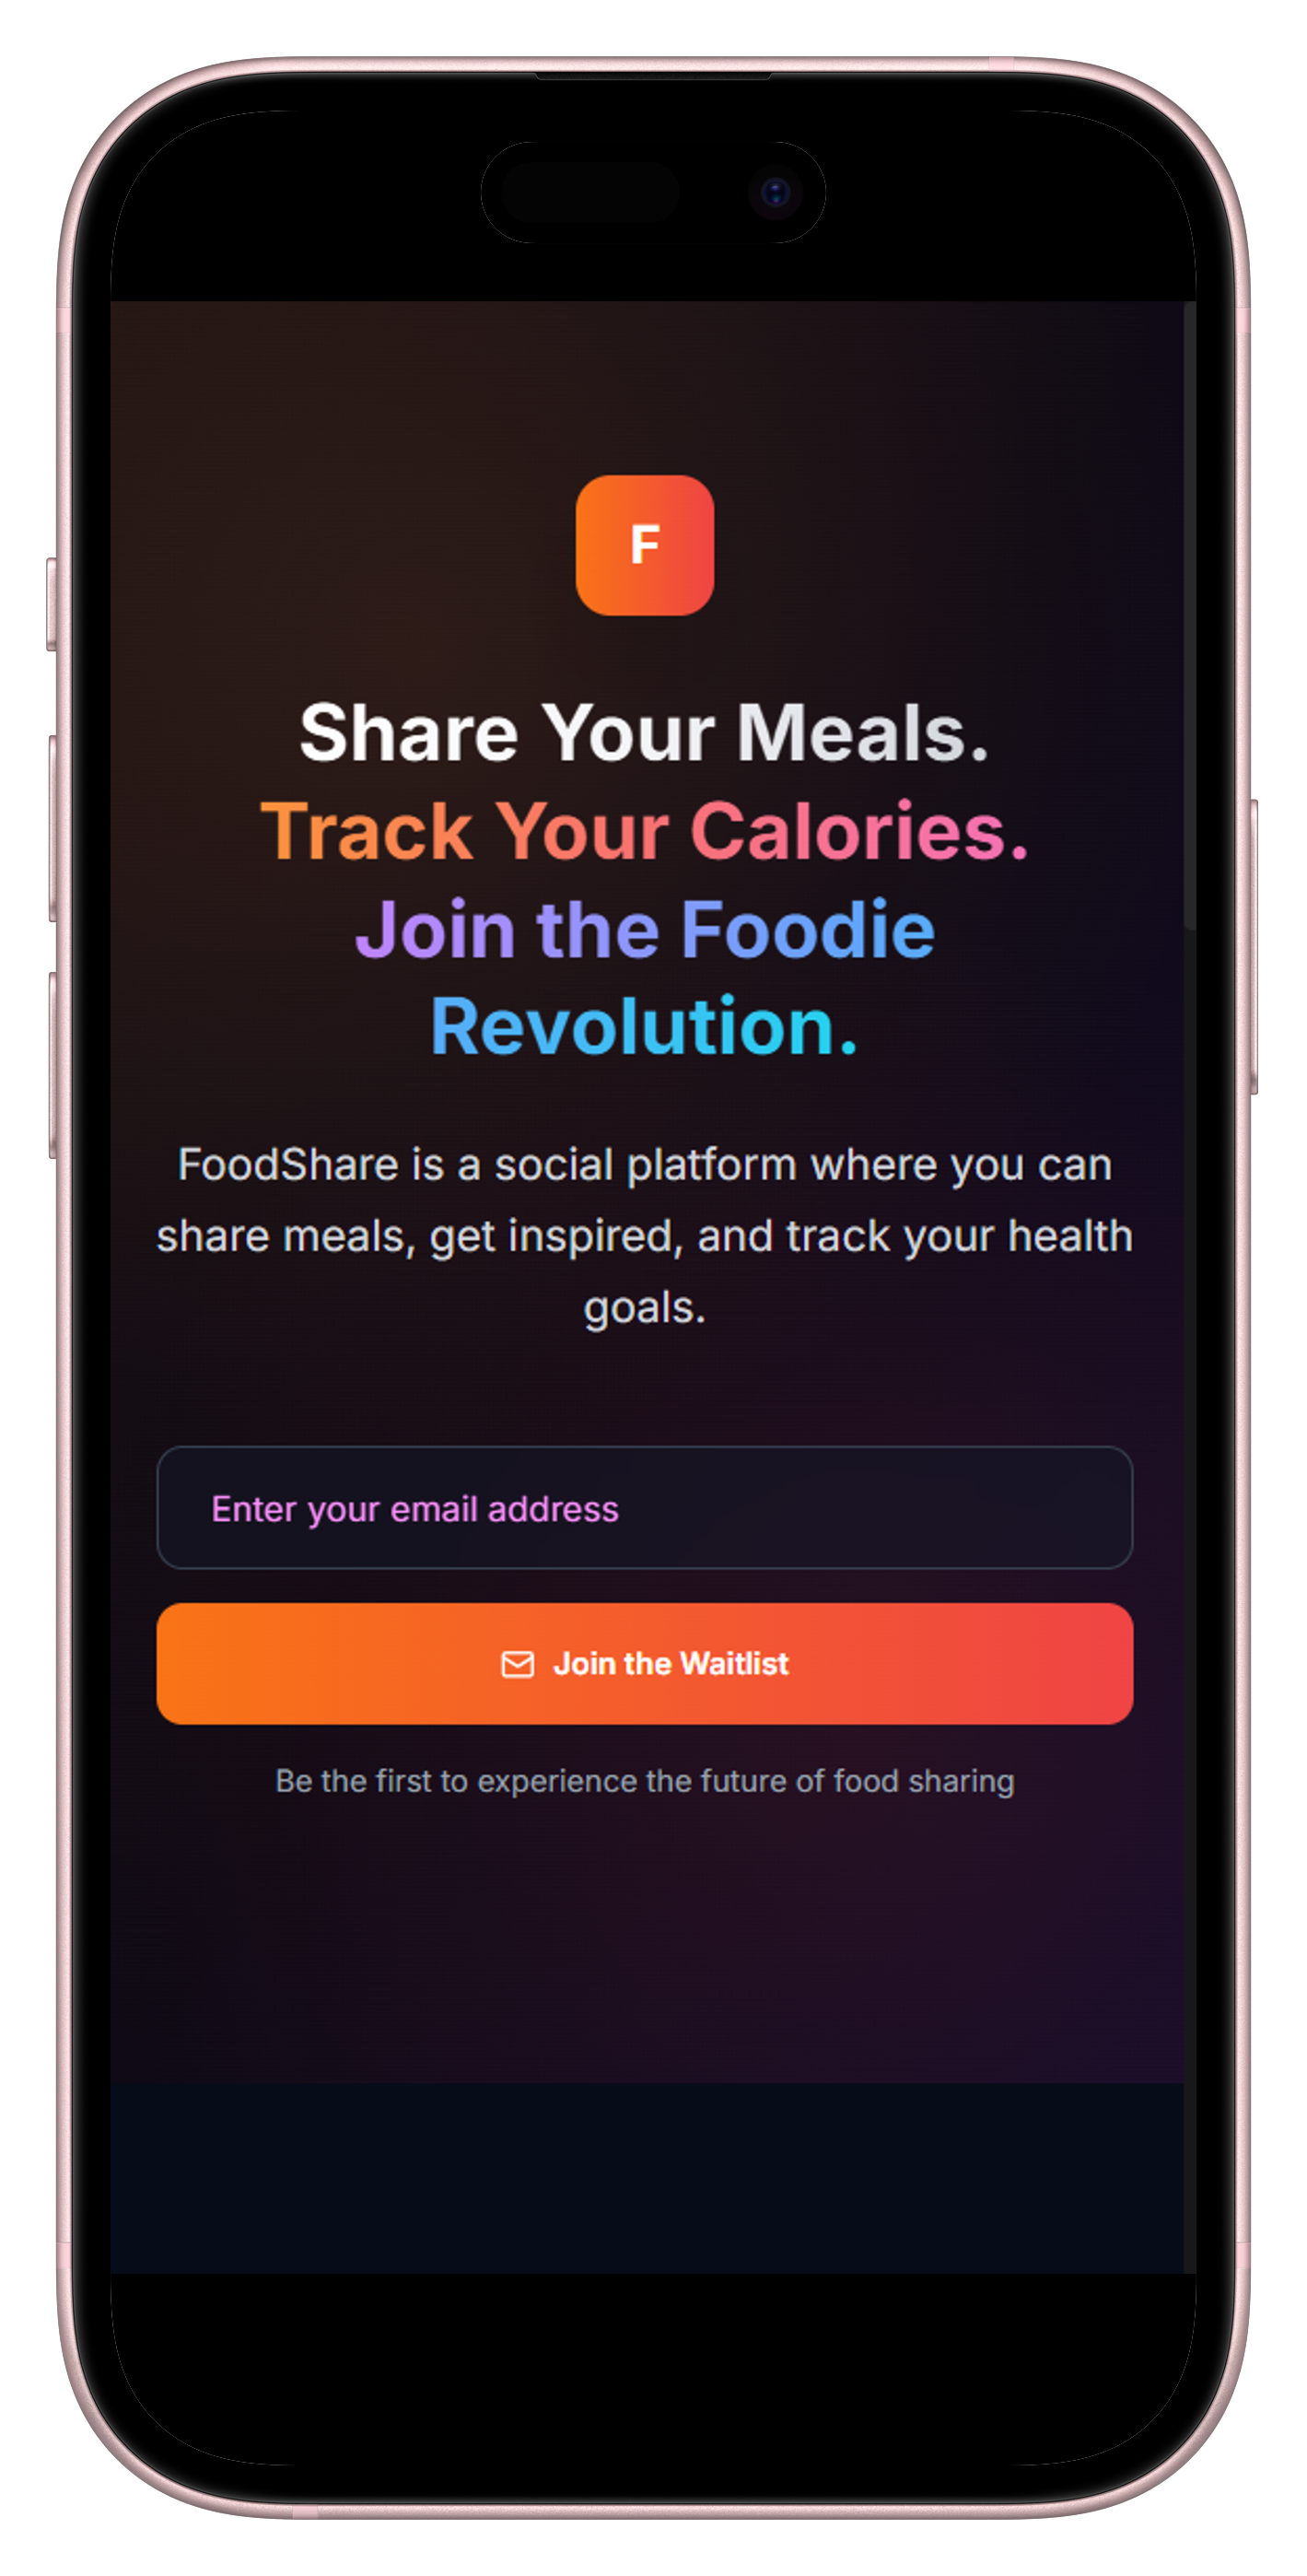 F
Share Your Meals.
Track Your Calories.
Join the Foodie
Revolution.
FoodShare is a social platform where you can
share meals, get inspired, and track your health
goals.
Enter your email address
Join the Waitlist
Be the first to experience the future of food sharing